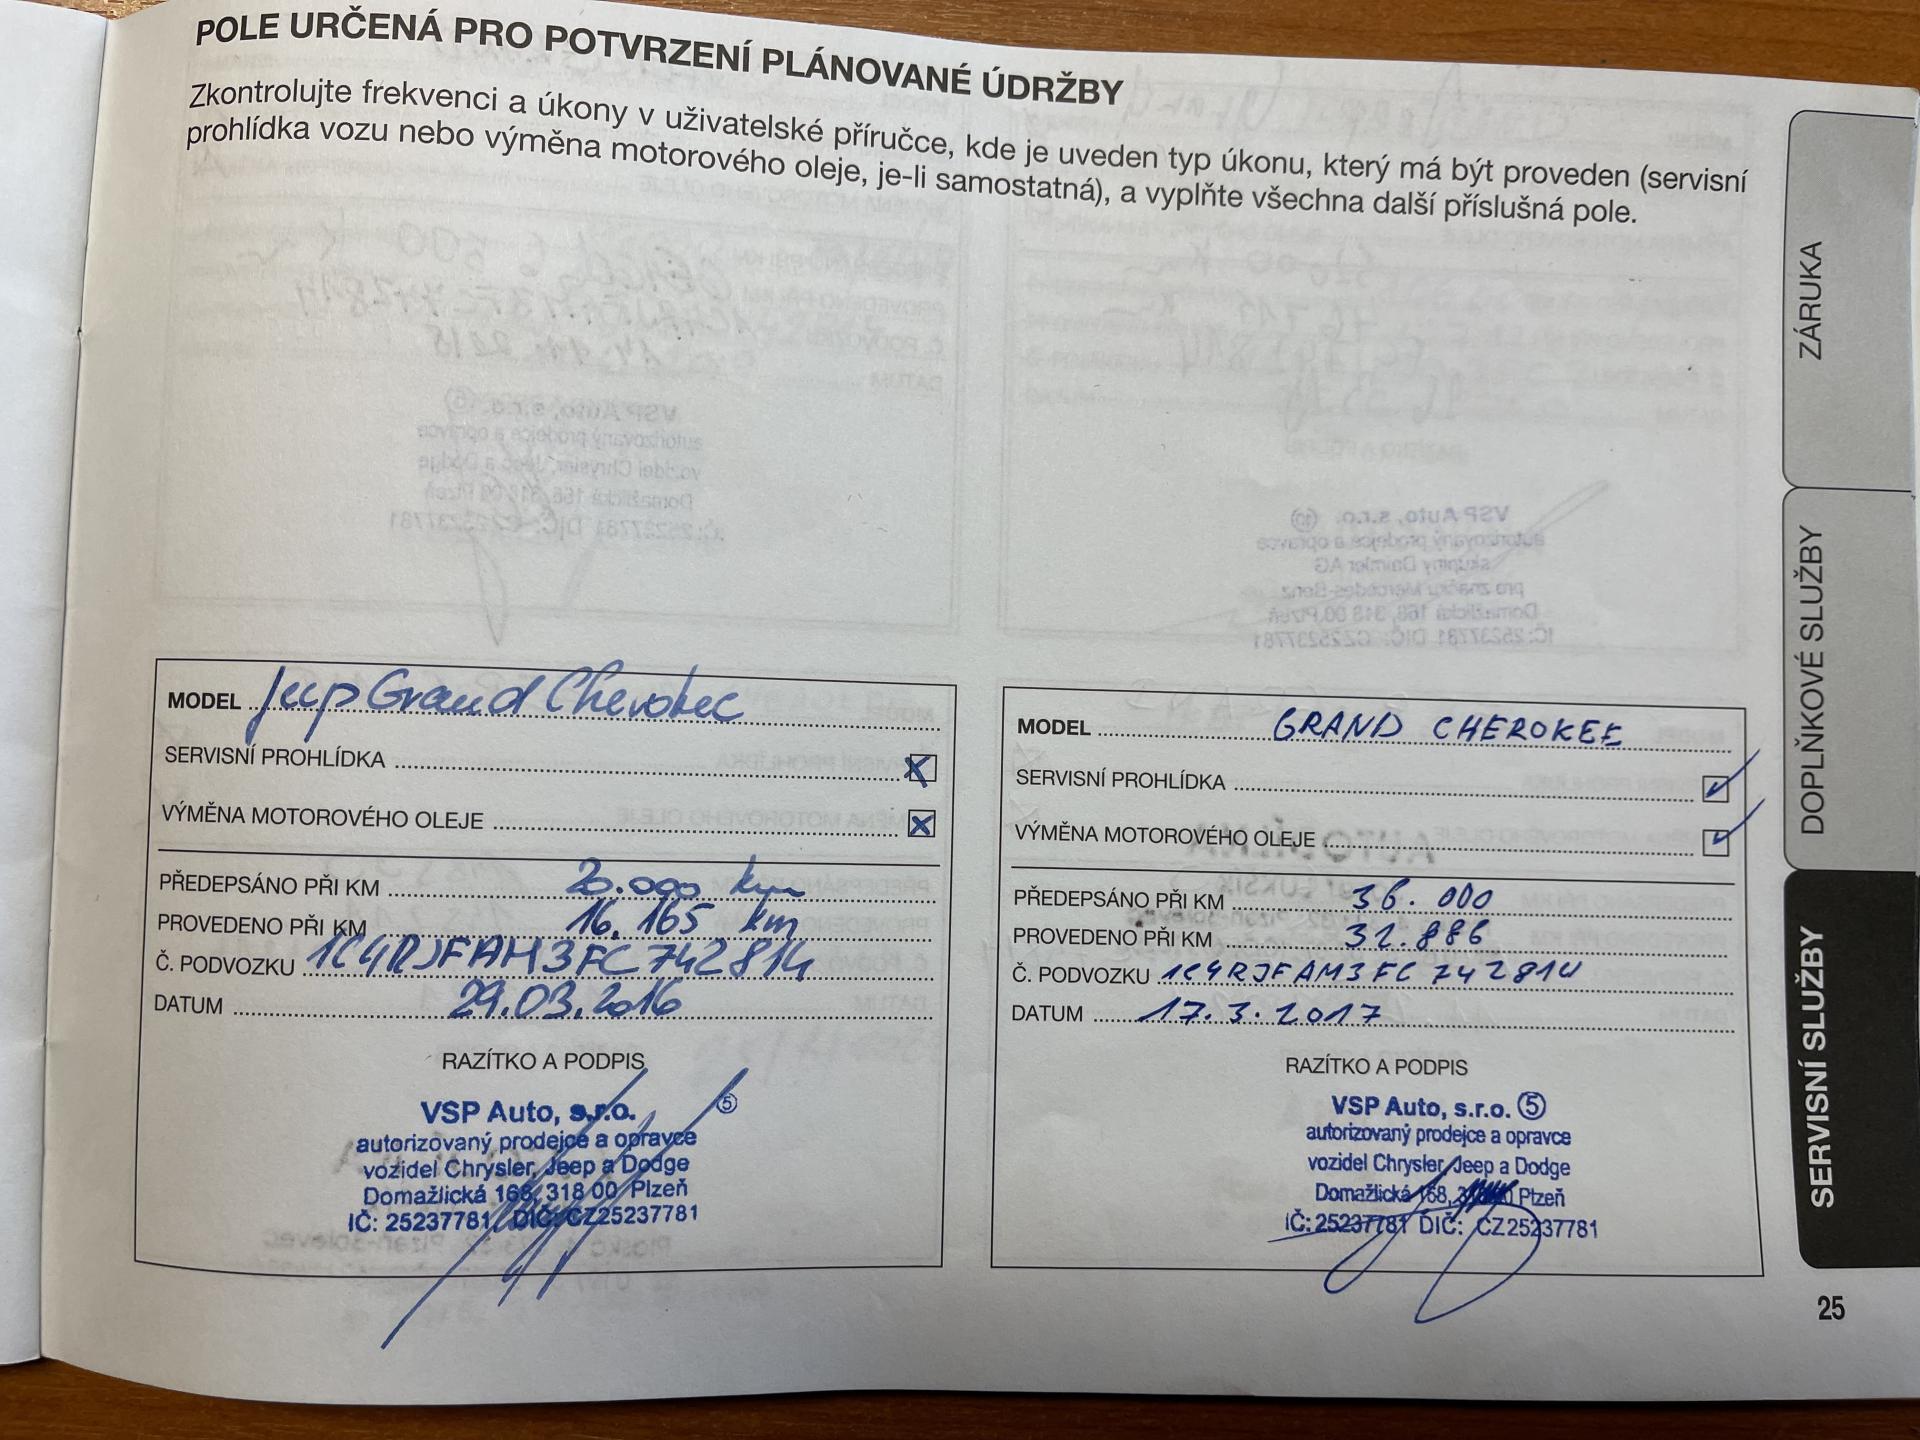 POLE URČENÁ PRO POTVRZENÍ PLÁNOVANÉ ÚDRŽBY
Zkontrolujte frekvenci a úkony v uživatelské příručce, kde je uveden typ úkonu, který má být proveden (servisní
prohlídka vozu nebo výměna motorového oleje, je-li samostatná), a vyplňte všechna další příslušná pole.
MODEL Jeep Grand Cherokee
SERVISNÍ PROHLÍDKA X
VÝMĚNA MOTOROVÉHO OLEJE X
PŘEDEPSÁNO PŘI KM 20.000 km
PROVEDENO PŘI KM 16.165 km
Č. PODVOZKU 1C4RJFAM3FC742814
DATUM 29.03.2016
RAZÍTKO A PODPIS
VSP Auto, s.r.o. 5
autorizovaný prodejce a opravce
vozidel Chrysler, Jeep a Dodge
Domažlická 168, 318 00 Plzeň
IČ: 25237781, DIČ: CZ25237781
MODEL GRAND CHEROKEE
SERVISNÍ PROHLÍDKA ✓
VÝMĚNA MOTOROVÉHO OLEJE ✓
PŘEDEPSÁNO PŘI KM 36.000
PROVEDENO PŘI KM 32.886
Č. PODVOZKU 1C4RJFAM3FC742814
DATUM 17.3.2017
RAZÍTKO A PODPIS
VSP Auto, s.r.o. 5
autorizovaný prodejce a opravce
vozidel Chrysler, Jeep a Dodge
Domažlická 168, Plzeň
IČ: 25237781 DIČ: CZ25237781
ZÁRUKA
DOPLŇKOVÉ SLUŽBY
SERVISNÍ SLUŽBY
25